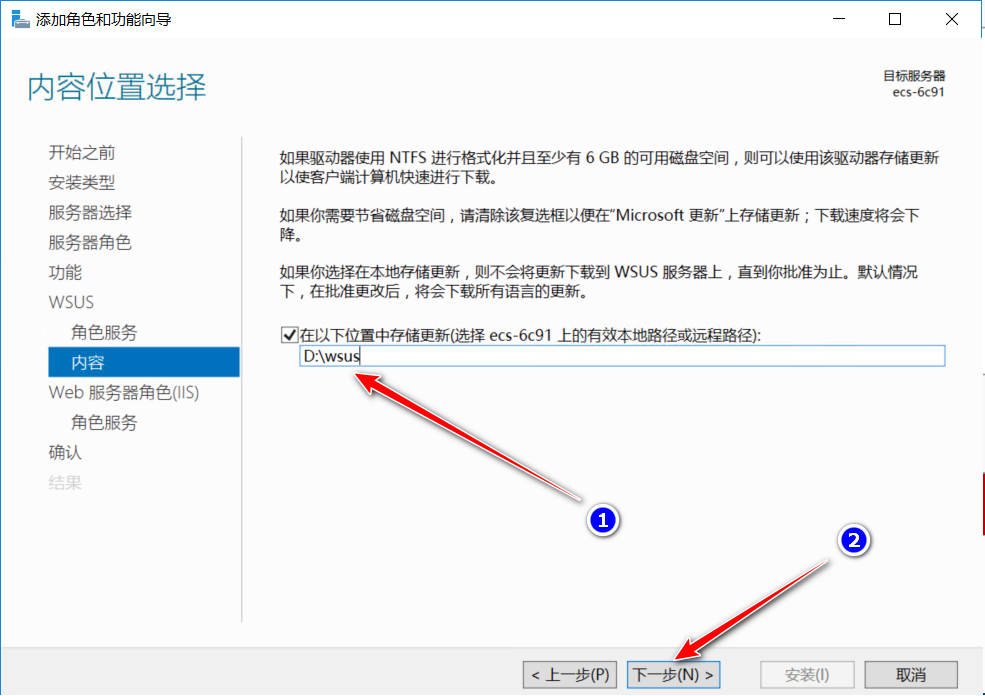 添加角色和功能向导
内容位置选择
目标服务器
ecs-6c91
开始之前
安装类型
服务器选择
服务器角色
功能
WSUS
角色服务
内容
Web 服务器角色(IIS)
角色服务
确认
结果
如果驱动器使用 NTFS 进行格式化并且至少有 6 GB 的可用磁盘空间，则可以使用该驱动器存储更新
以使客户端计算机快速进行下载。
如果你需要节省磁盘空间，请清除该复选框以便在"Microsoft 更新"上存储更新；下载速度将会下
降。
如果你选择在本地存储更新，则不会将更新下载到 WSUS 服务器上，直到你批准为止。默认情况
下，在批准更改后，将会下载所有语言的更新。
在以下位置中存储更新(选择 ecs-6c91 上的有效本地路径或远程路径):
D:\wsus
1
2
< 上一步(P)
下一步(N) >
安装(I)
取消